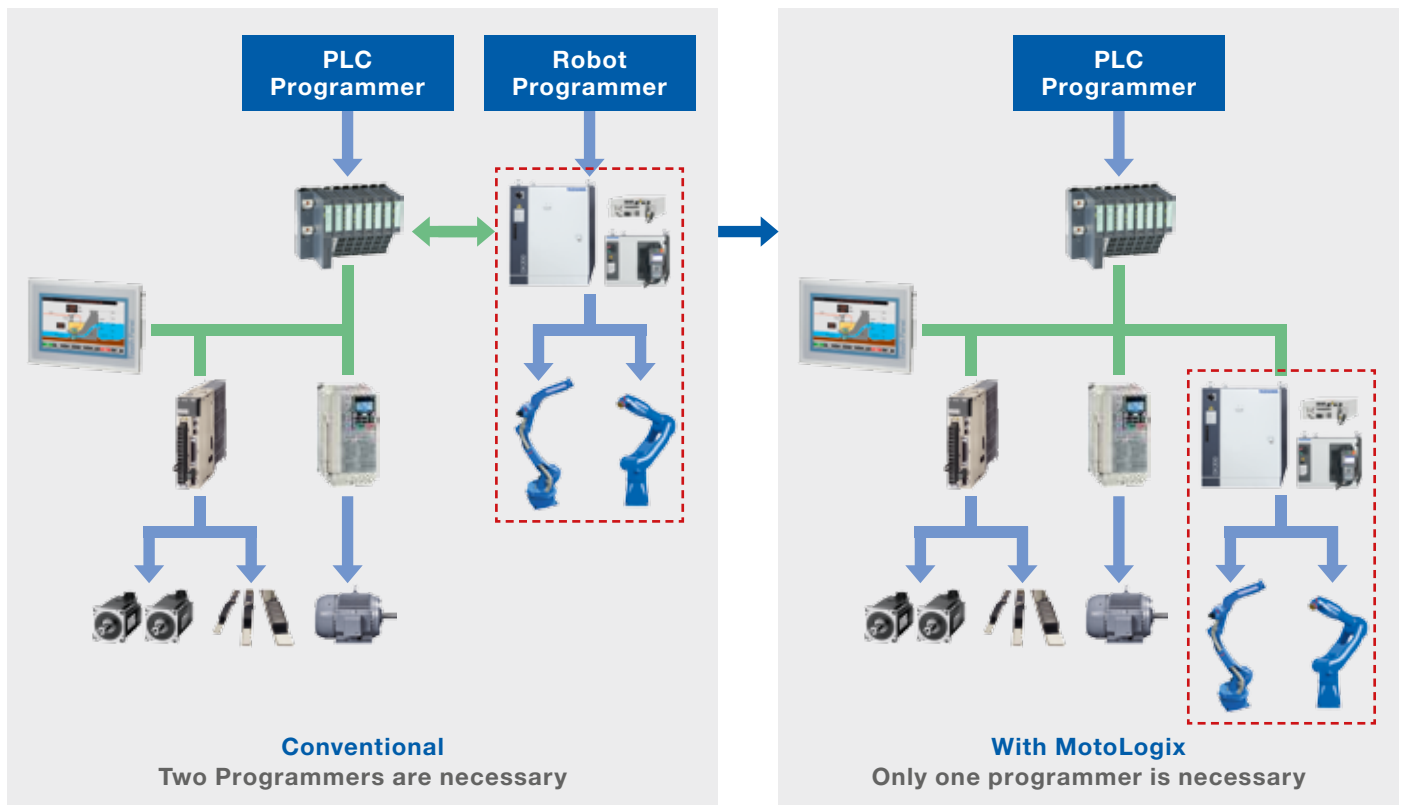 PLC
Programmer
Robot
Programmer
Conventional
Two Programmers are necessary
PLC
Programmer
With MotoLogix
Only one programmer is necessary